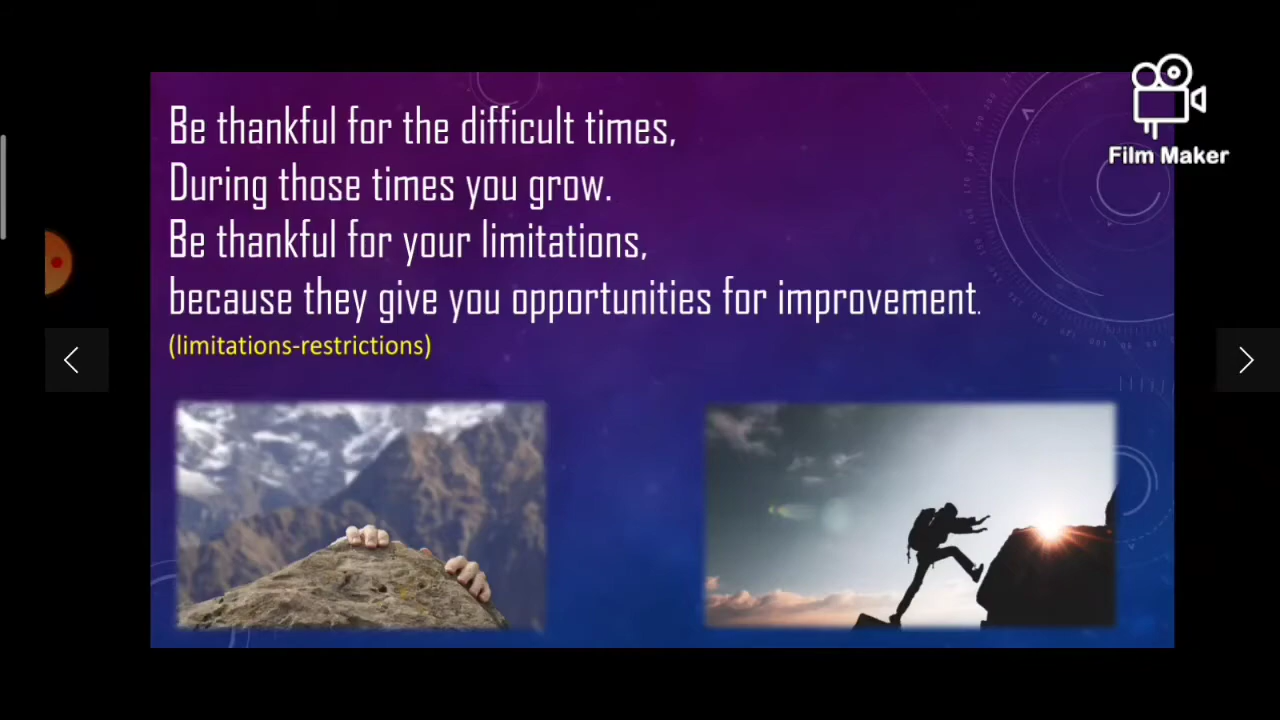 Be thankful for the difficult times,
During those times you grow.
Be thankful for your limitations,
because they give you opportunities for improvement.
(limitations-restrictions)
Film Maker